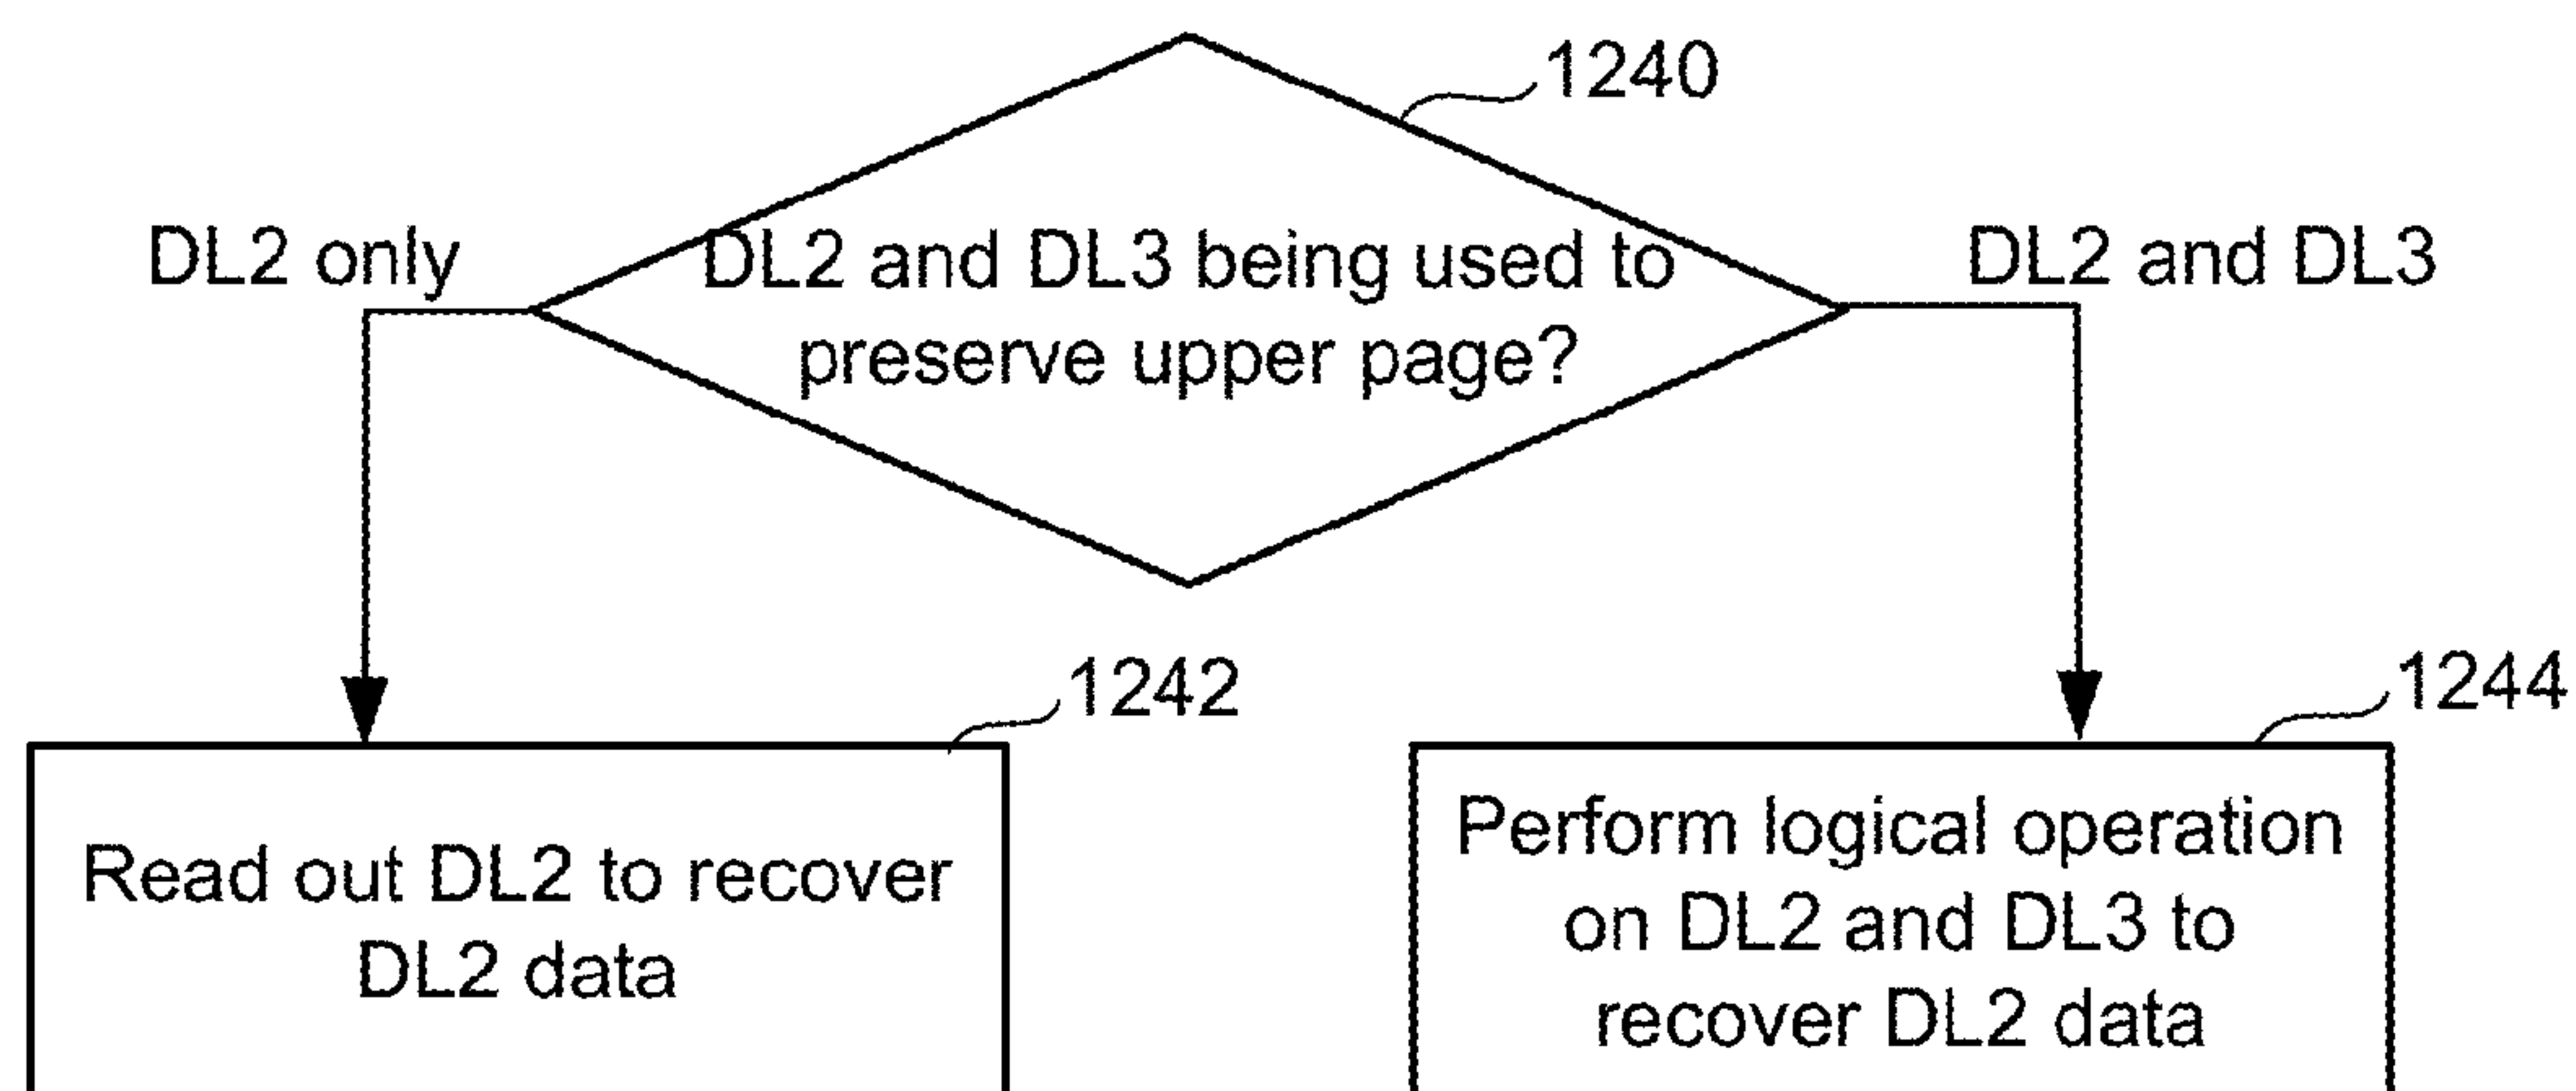 1240
DL2 only
DL2 and DL3 being used to
preserve upper page?
DL2 and DL3
1242
1244
Read out DL2 to recover
DL2 data
Perform logical operation
on DL2 and DL3 to
recover DL2 data